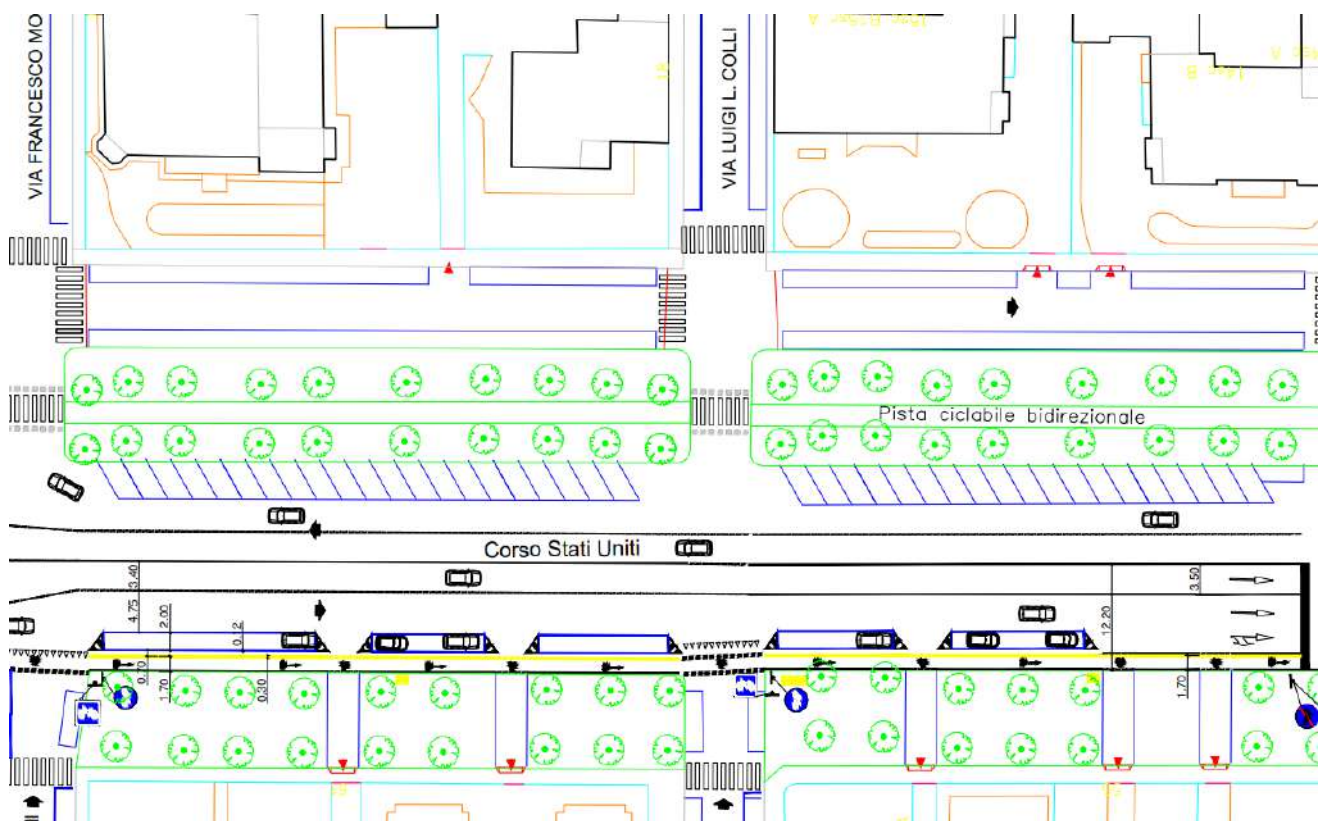 VIA FRANCESCO MO
VIA LUIGI L. COLLI
Pista ciclabile bidirezionale
Corso Stati Uniti
3.40
4.75
2.00
0.12
0.70
1.70
0.30
12.20
3.50
1.70